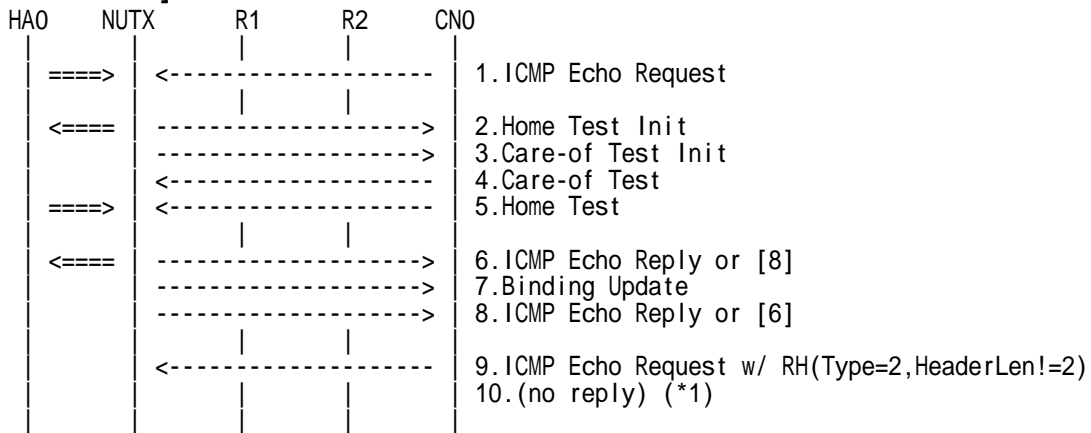 HA0 NUTX R1 R2 CN0
====> <--------------------- 1.ICMP Echo Request
<==== ---------------------> 2.Home Test Init
---------------------> 3.Care-of Test Init
<--------------------- 4.Care-of Test
====> <--------------------- 5.Home Test
<==== ---------------------> 6.ICMP Echo Reply or [8]
---------------------> 7.Binding Update
---------------------> 8.ICMP Echo Reply or [6]
<--------------------- 9.ICMP Echo Request w/ RH(Type=2,HeaderLen!=2)
10.(no reply) (*1)